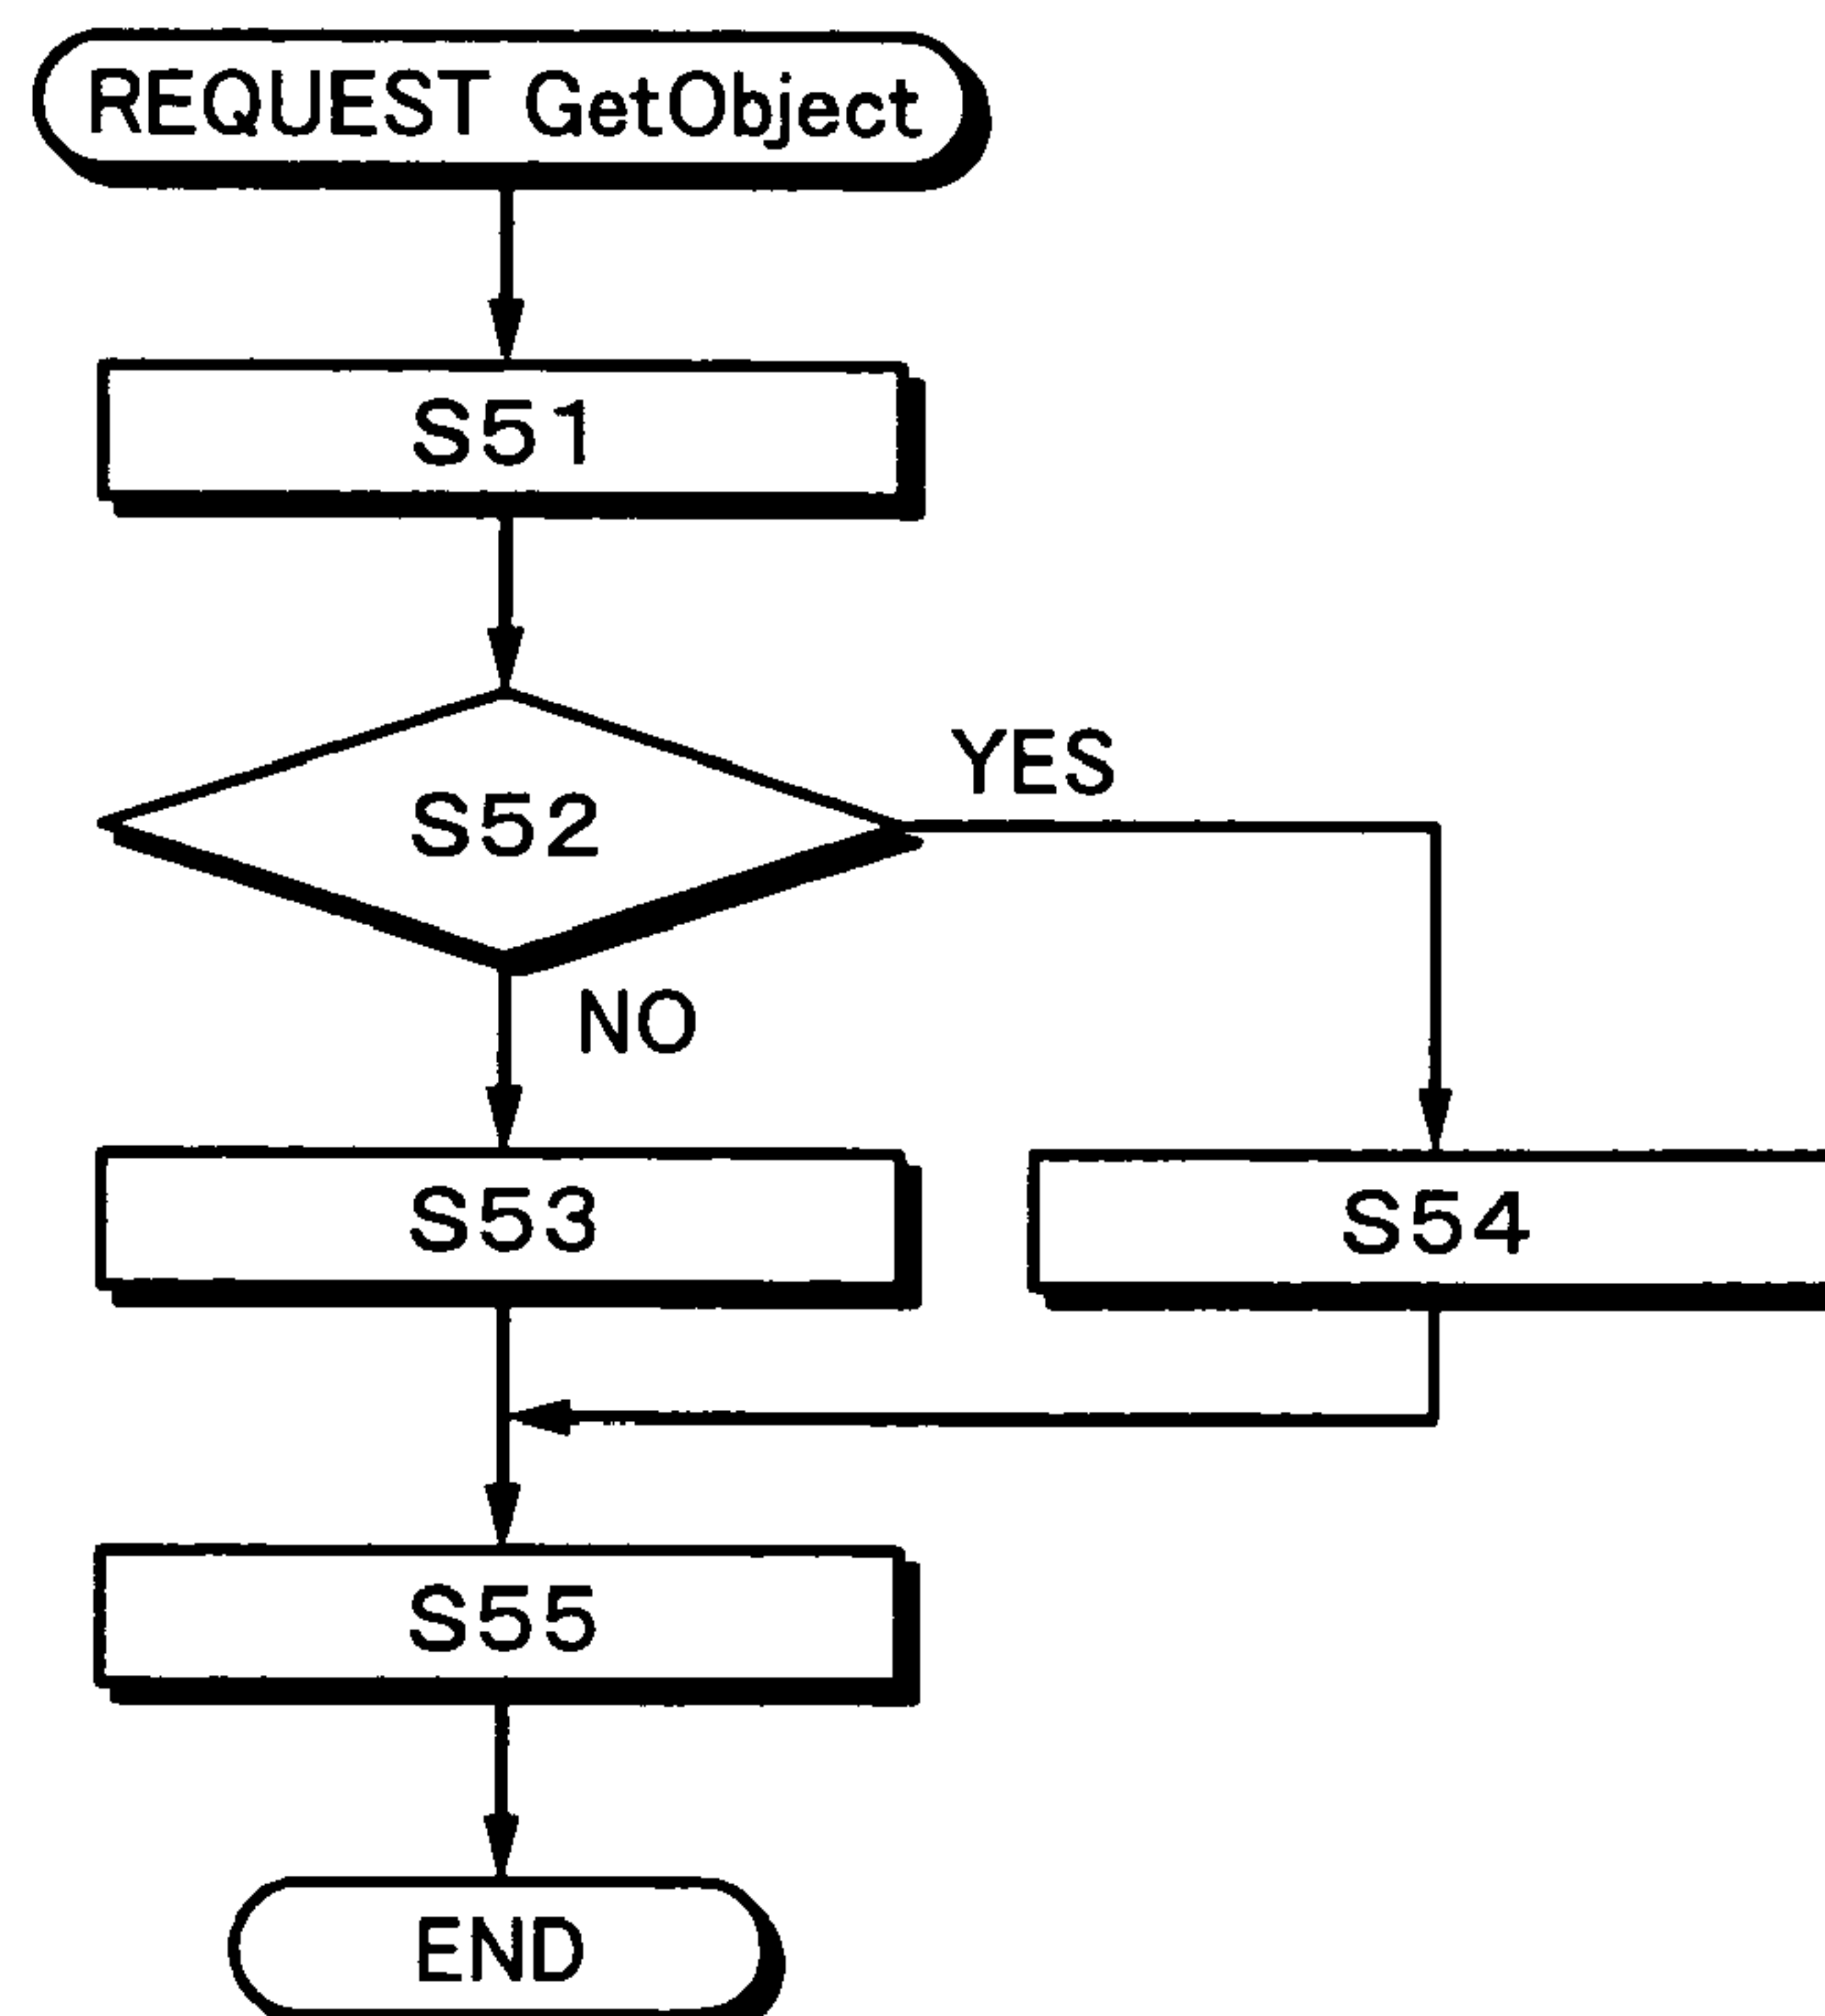 REQUEST GetObject
S51
S52
YES
NO
S53
S54
S55
END